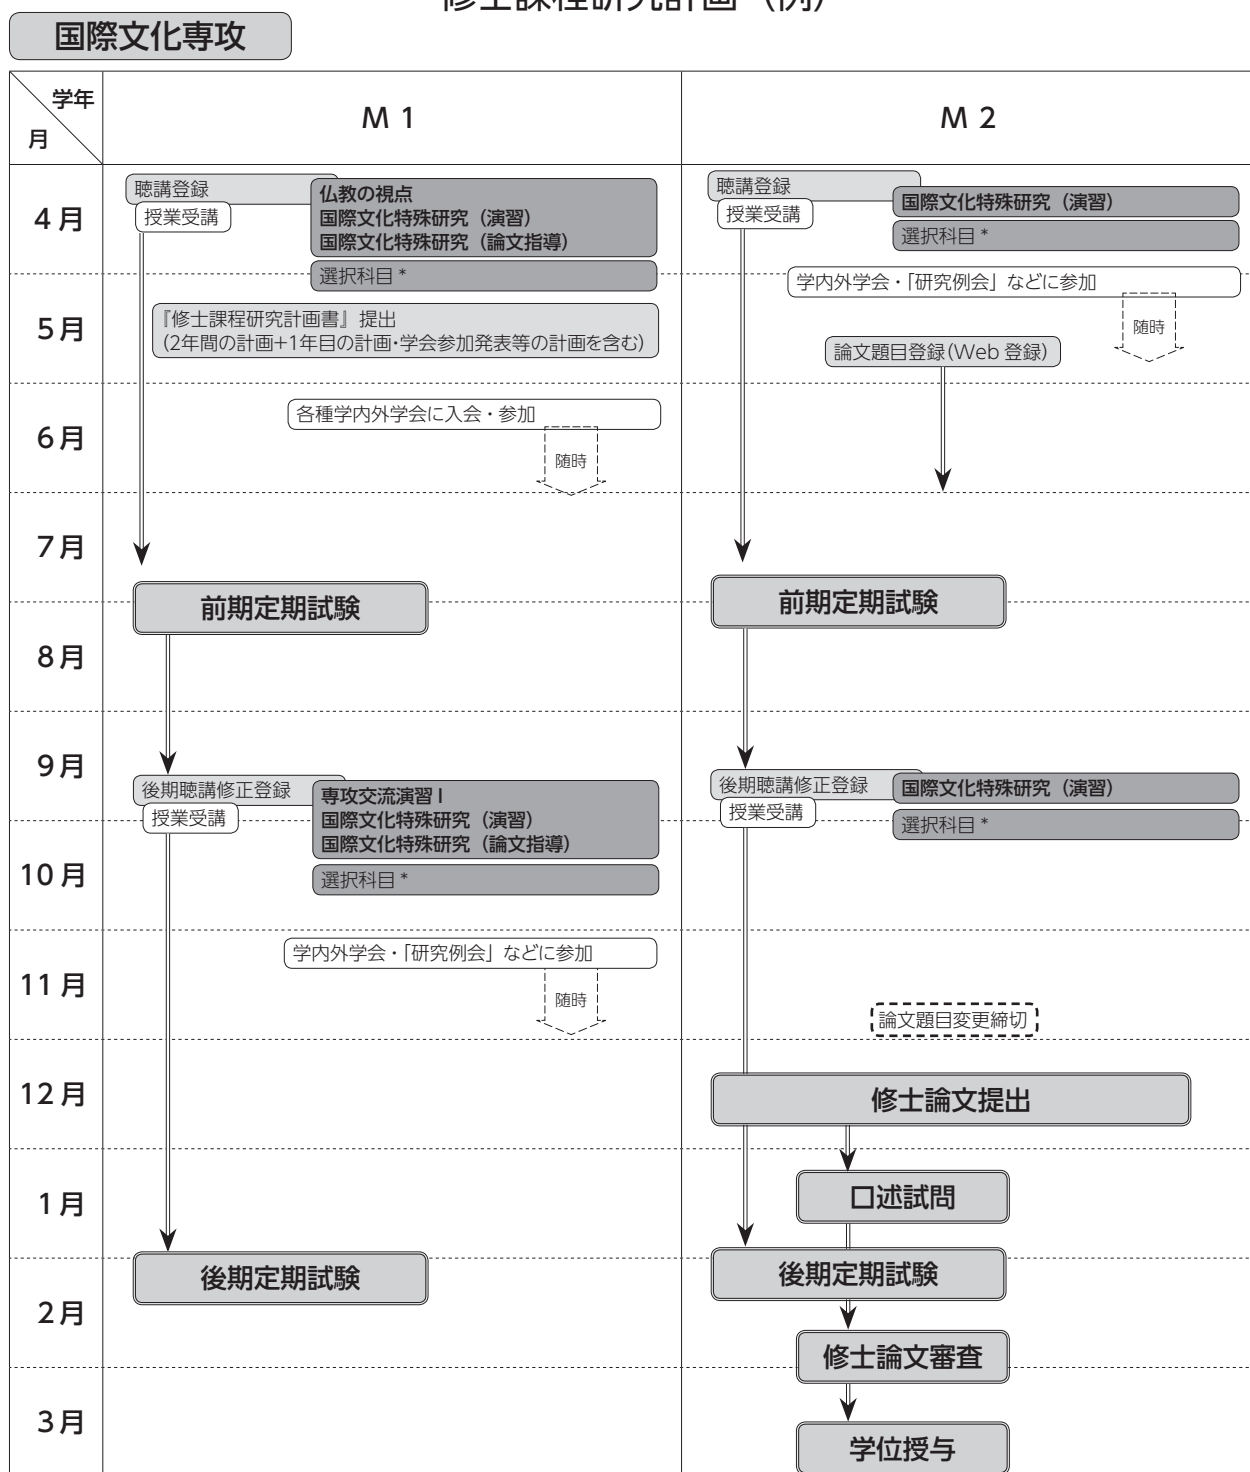 修士課程研究計画（例）
国際文化専攻
学年
月
M 1
M 2
4月
聴講登録
授業受講
仏教の視点
国際文化特殊研究（演習）
国際文化特殊研究（論文指導）
選択科目 *
聴講登録
授業受講
国際文化特殊研究（演習）
選択科目 *
学内外学会・「研究例会」などに参加
随時
5月
『修士課程研究計画書』提出
（2年間の計画+1年目の計画・学会参加発表等の計画を含む）
論文題目登録（Web 登録）
6月
各種学内外学会に入会・参加
随時
7月
前期定期試験
前期定期試験
8月
9月
後期聴講修正登録
授業受講
専攻交流演習 I
国際文化特殊研究（演習）
国際文化特殊研究（論文指導）
選択科目 *
後期聴講修正登録
授業受講
国際文化特殊研究（演習）
選択科目 *
10月
11月
学内外学会・「研究例会」などに参加
随時
論文題目変更締切
12月
修士論文提出
1月
口述試問
後期定期試験
後期定期試験
2月
修士論文審査
3月
学位授与